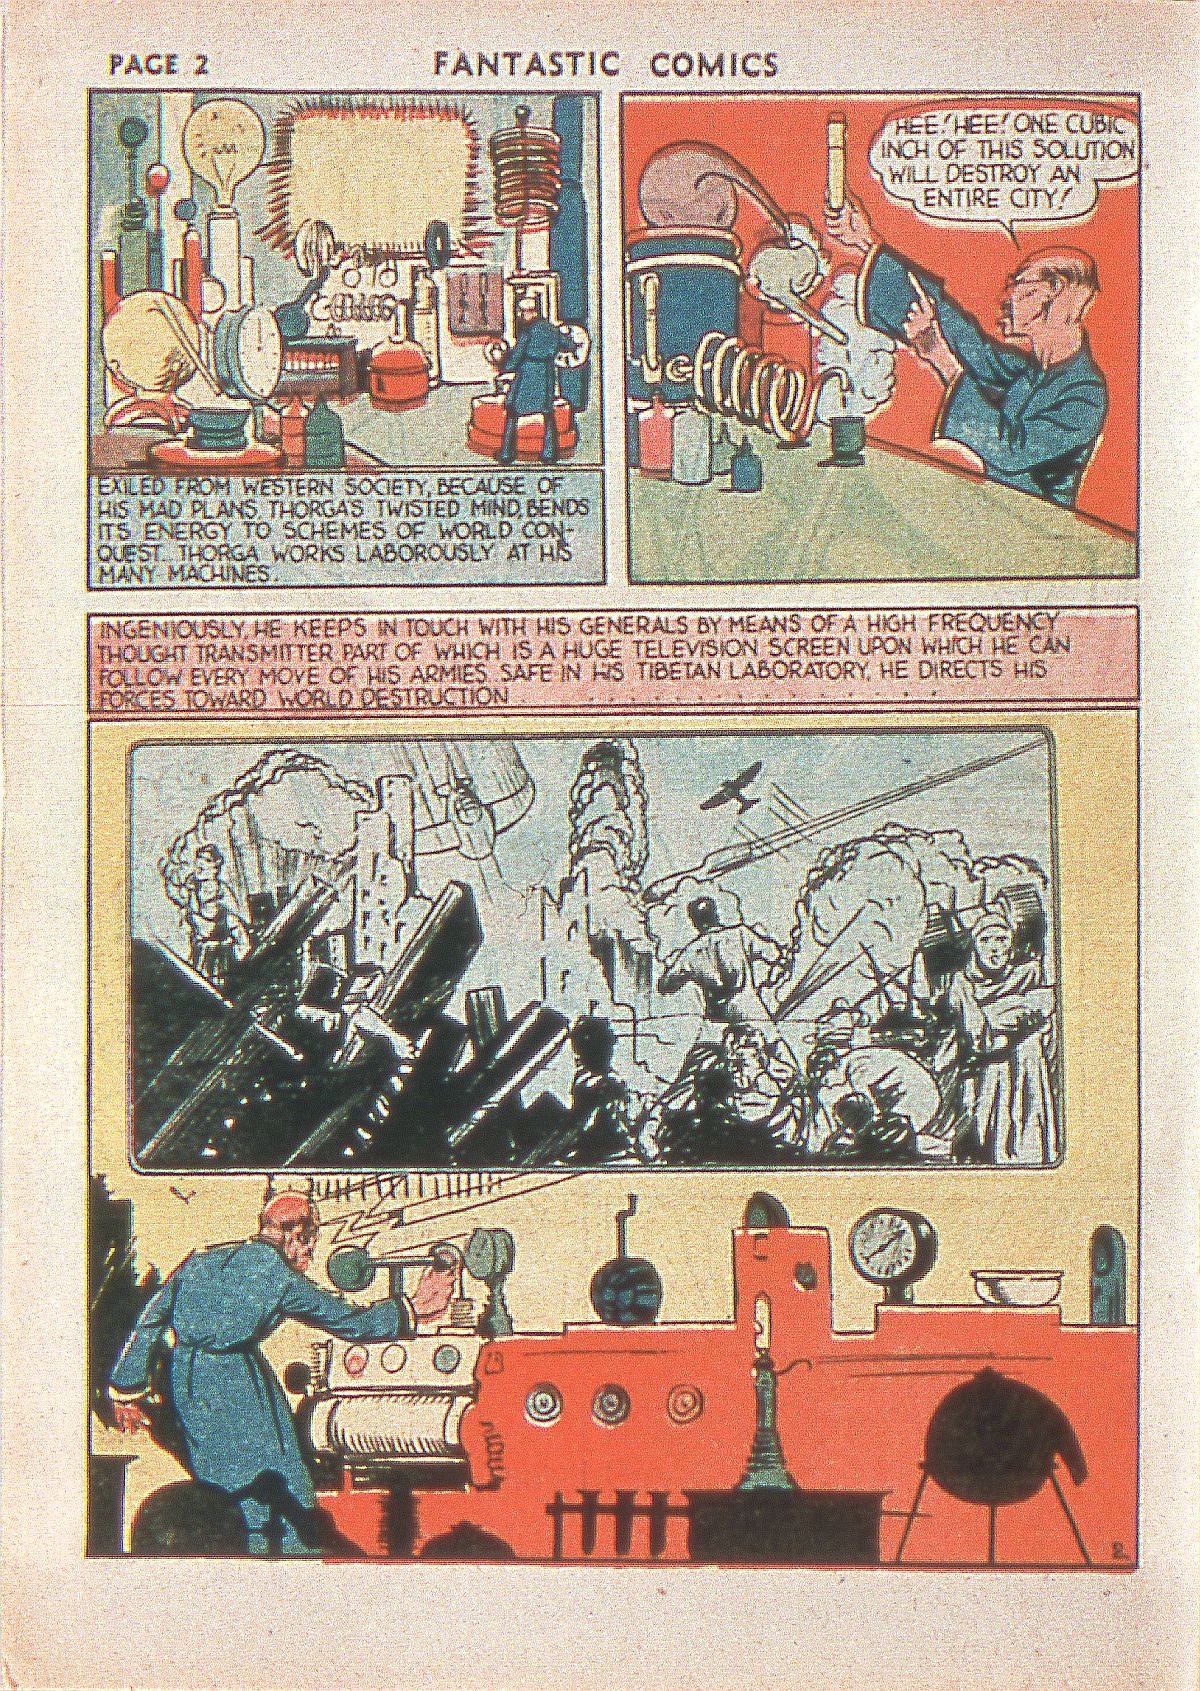 PAGE 2
FANTASTIC COMICS
EXILED FROM WESTERN SOCIETY, BECAUSE OF
HIS MAD PLANS, THORGA'S TWISTED MIND, BENDS
ITS ENERGY TO SCHEMES OF WORLD CON-
QUEST... THORGA WORKS LABOROUSLY AT HIS
MANY MACHINES.
HEE! HEE! ONE CUBIC
INCH OF THIS SOLUTION
WILL DESTROY AN
ENTIRE CITY!
INGENIOUSLY, HE KEEPS IN TOUCH WITH HIS GENERALS BY MEANS OF A HIGH FREQUENCY
THOUGHT TRANSMITTER PART OF WHICH IS A HUGE TELEVISION SCREEN UPON WHICH HE CAN
FOLLOW EVERY MOVE OF HIS ARMIES. SAFE IN HIS TIBETAN LABORATORY, HE DIRECTS HIS
FORCES TOWARD WORLD DESTRUCTION . . . . . . . . . . . . . .
2.